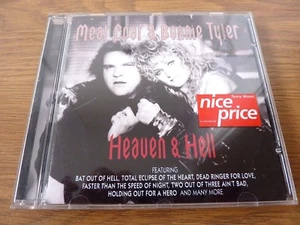 Meat Loaf & Bonnie Tyler
nice
price
Heaven & Hell
FEATURING
BAT OUT OF HELL, TOTAL ECLIPSE OF THE HEART, DEAD RINGER FOR LOVE,
FASTER THAN THE SPEED OF NIGHT, TWO OUT OF THREE AIN'T BAD,
HOLDING OUT FOR A HERO AND MANY MORE